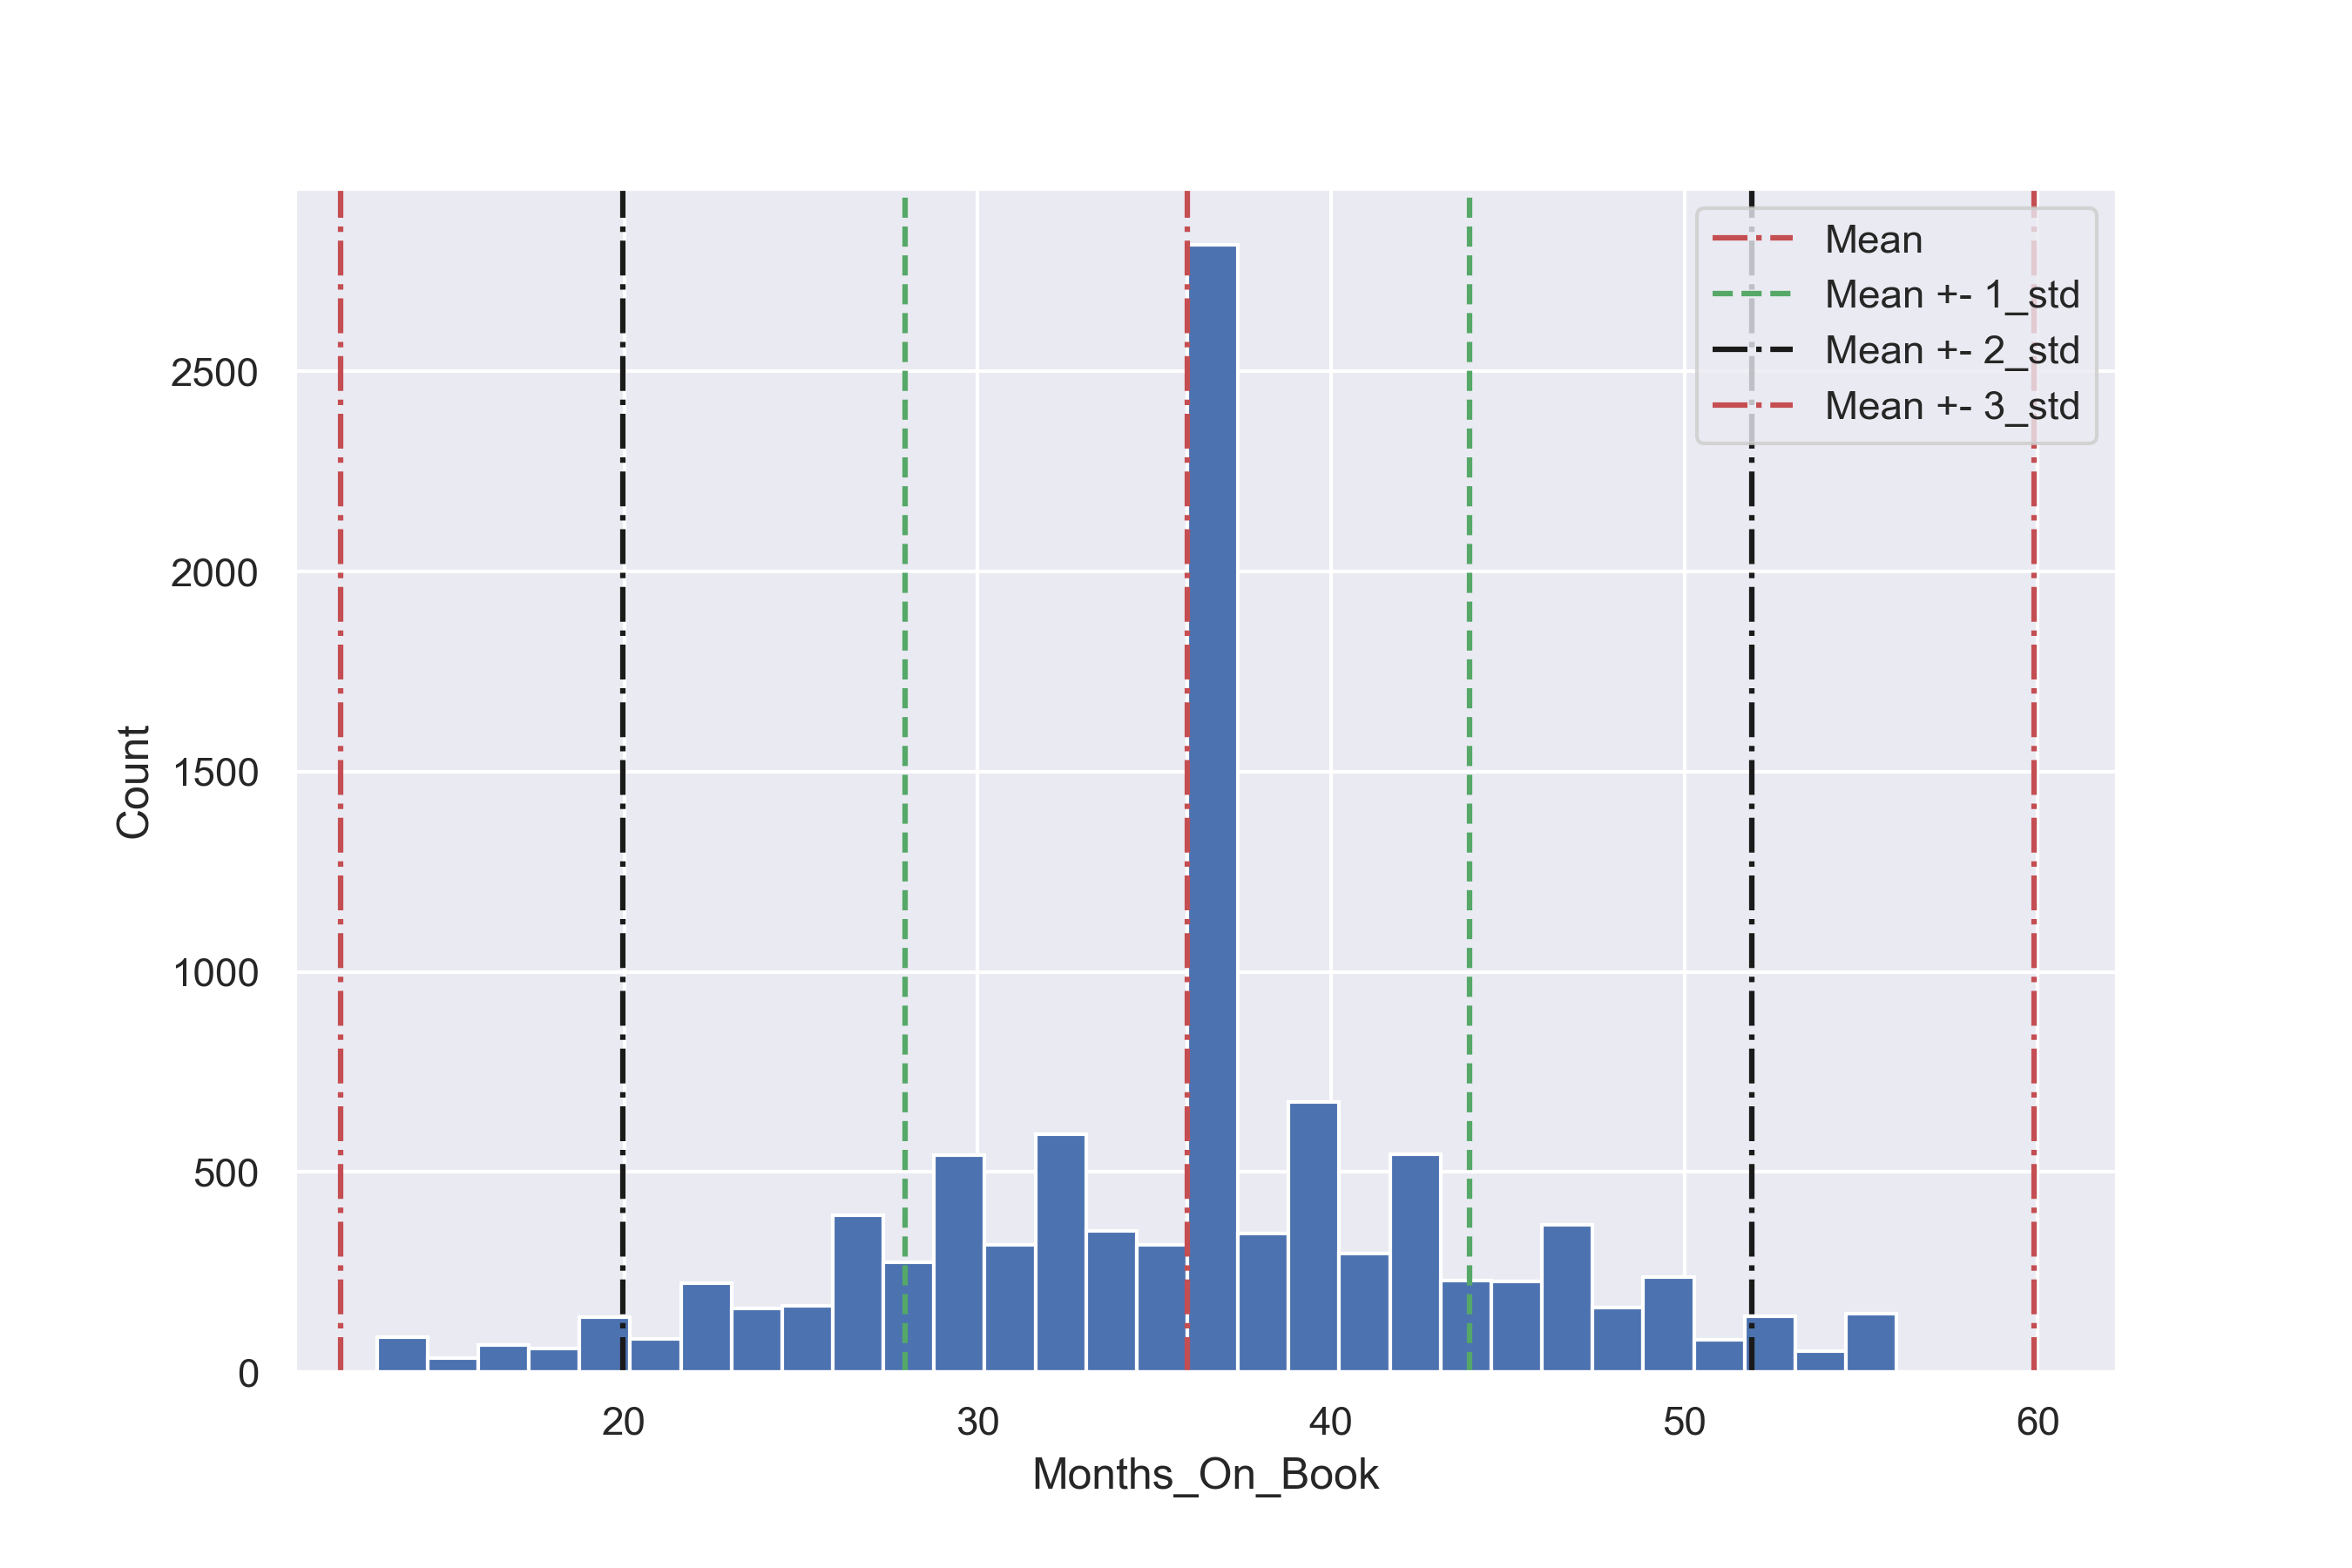 Mean
Mean +- 1_std
Mean +- 2_std
Mean +- 3_std
2500
2000
1500
1000
500
0
Count
20 30 40 50 60
Months_On_Book